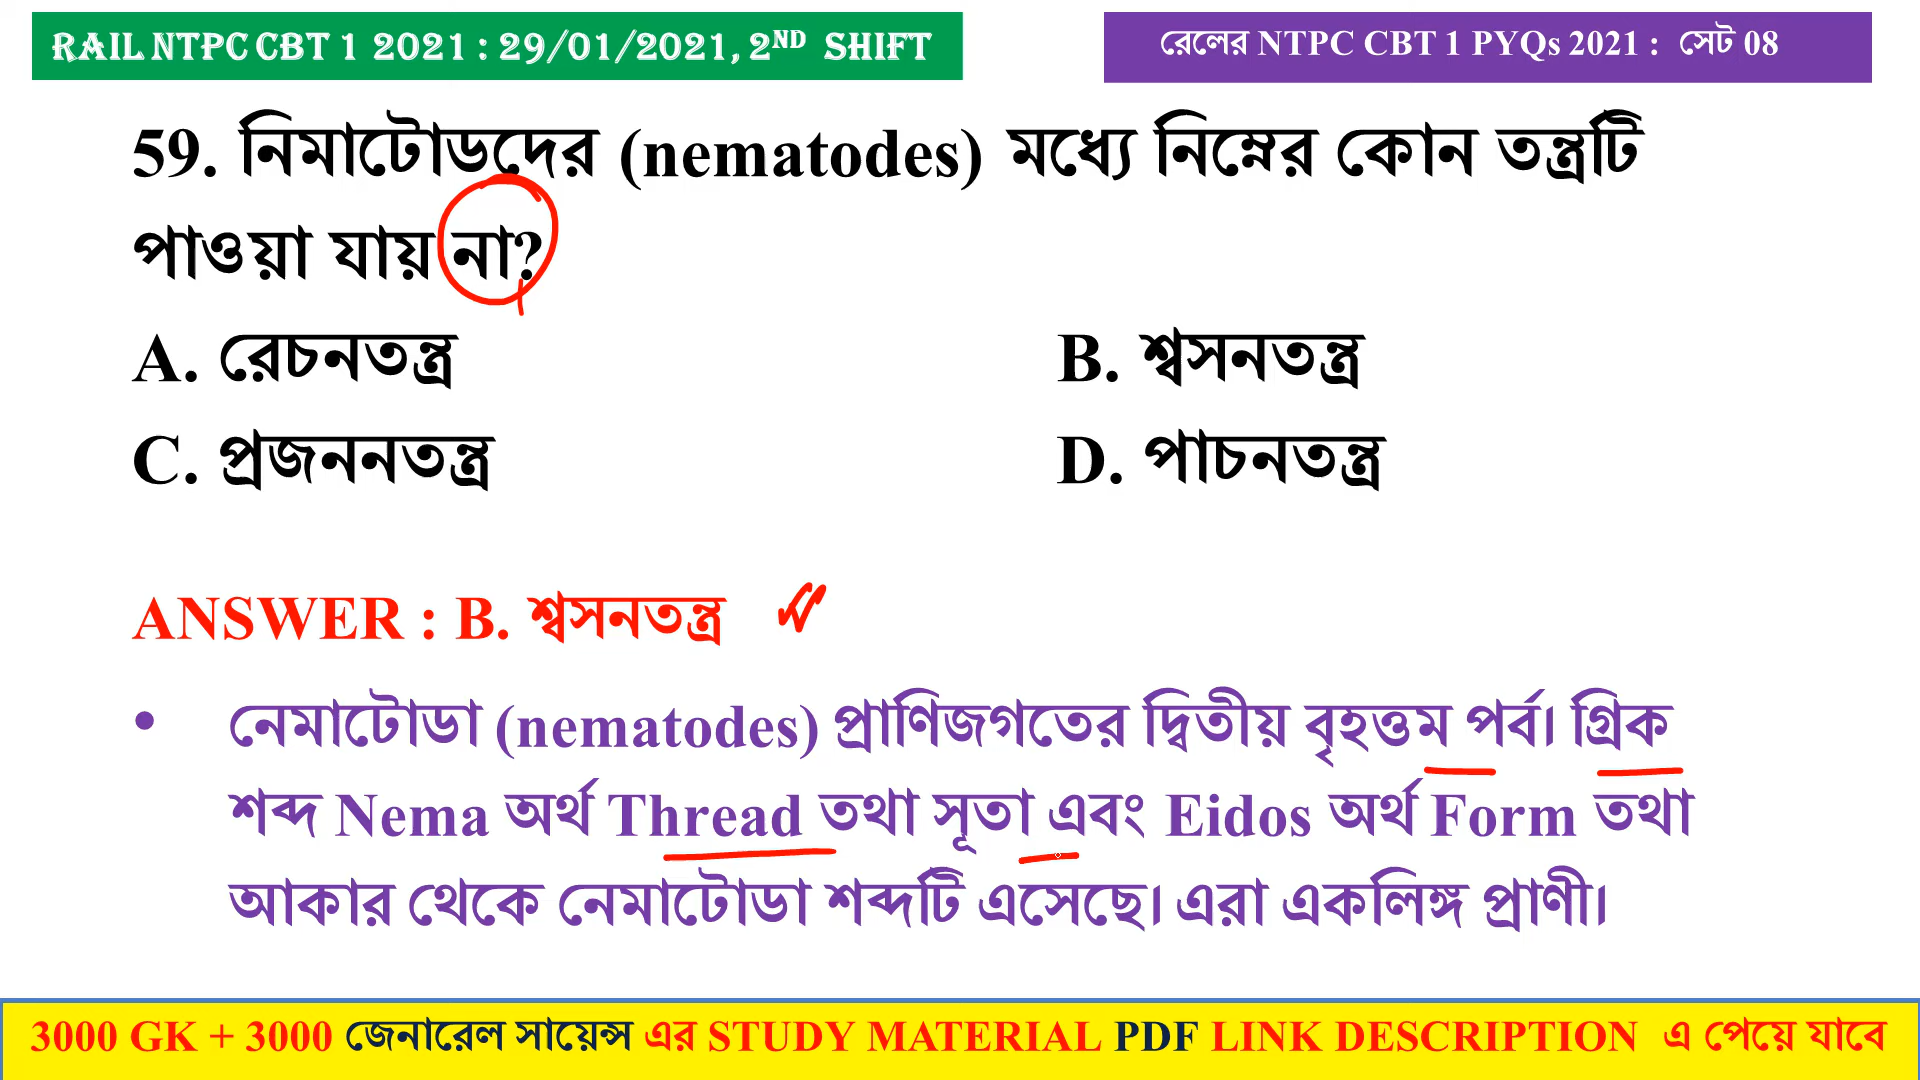 RAIL NTPC CBT 1 2021 : 29/01/2021, 2ND SHIFT
রেলের NTPC CBT 1 PYQs 2021 : সেট 08
59. নিমাটোডদের (nematodes) মধ্যে নিম্নের কোন তন্ত্রটি
পাওয়া যায় না?
A. রেচনতন্ত্র
B. শ্বসনতন্ত্র
C. প্রজননতন্ত্র
D. পাচনতন্ত্র
ANSWER : B. শ্বসনতন্ত্র
• নেমাটোডা (nematodes) প্রাণিজগতের দ্বিতীয় বৃহত্তম পর্ব। গ্রিক
শব্দ Nema অর্থ Thread তথা সূতা এবং Eidos অর্থ Form তথা
আকার থেকে নেমাটোডা শব্দটি এসেছে। এরা একলিঙ্গ প্রাণী।
3000 GK + 3000 জেনারেল সায়েন্স এর STUDY MATERIAL PDF LINK DESCRIPTION এ পেয়ে যাবে